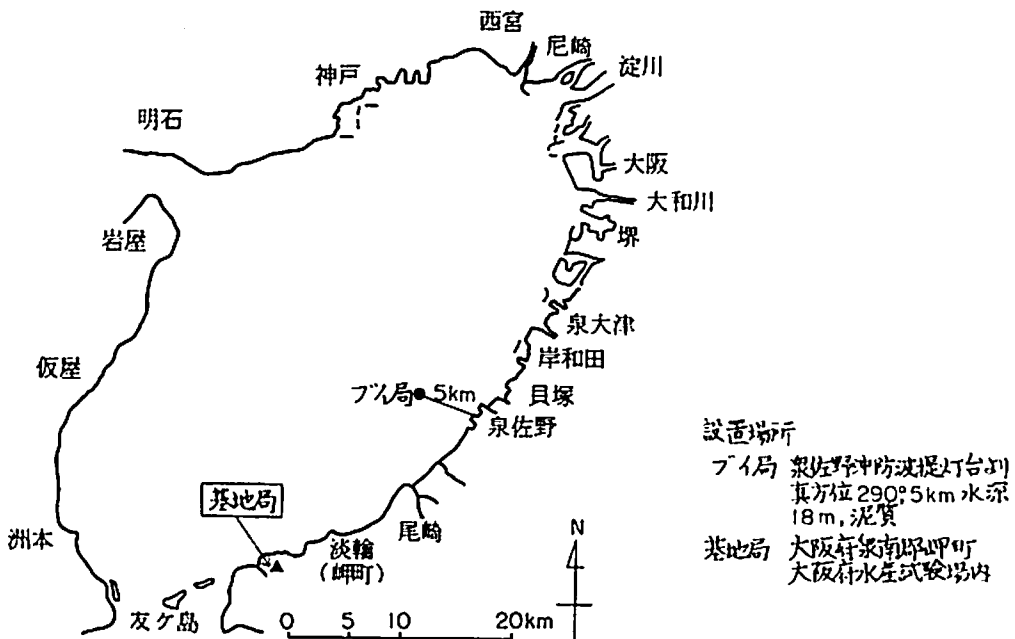 西宮
尼崎
淀川
神戸
明石
大阪
大和川
岩屋
堺
泉大津
岸和田
仮屋
ブイ局
5km
貝塚
泉佐野
設置場所
ブイ局 泉佐野中防波堤灯台より
真方位290°,5km 水深
18m,泥質
基地局 大阪府泉南郡岬町
大阪府水産試験場内
基地局
尾崎
洲本
淡輪
(岬町)
N
友ケ島
0 5 10 20km